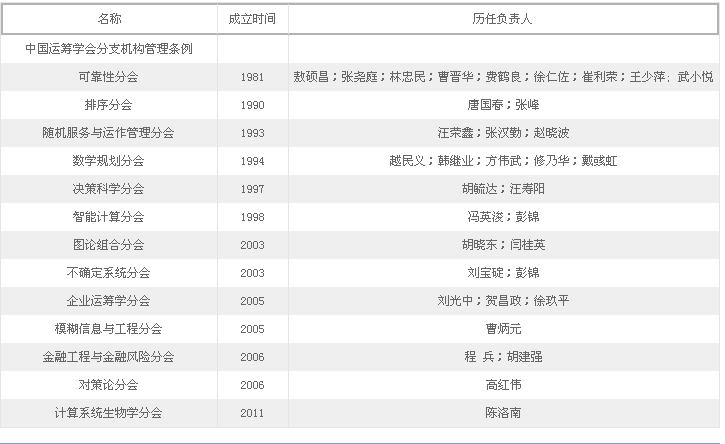 名称 成立时间 历任负责人
中国运筹学会分支机构管理条例
可靠性分会 1981 敖硕昌；张尧庭；林忠民；曹晋华；费鹤良；徐仁佐；崔利荣；王少萍；武小悦
排序分会 1990 唐国春；张峰
随机服务与运作管理分会 1993 汪荣鑫；张汉勤；赵晓波
数学规划分会 1994 越民义；韩继业；方伟武；修乃华；戴彧虹
决策科学分会 1997 胡毓达；汪寿阳
智能计算分会 1998 冯英浚；彭锦
图论组合分会 2003 胡晓东；闫桂英
不确定系统分会 2003 刘宝碇；彭锦
企业运筹学分会 2005 刘光中；贺昌政；徐玖平
模糊信息与工程分会 2005 曹炳元
金融工程与金融风险分会 2006 程 兵；胡建强
对策论分会 2006 高红伟
计算系统生物学分会 2011 陈洛南